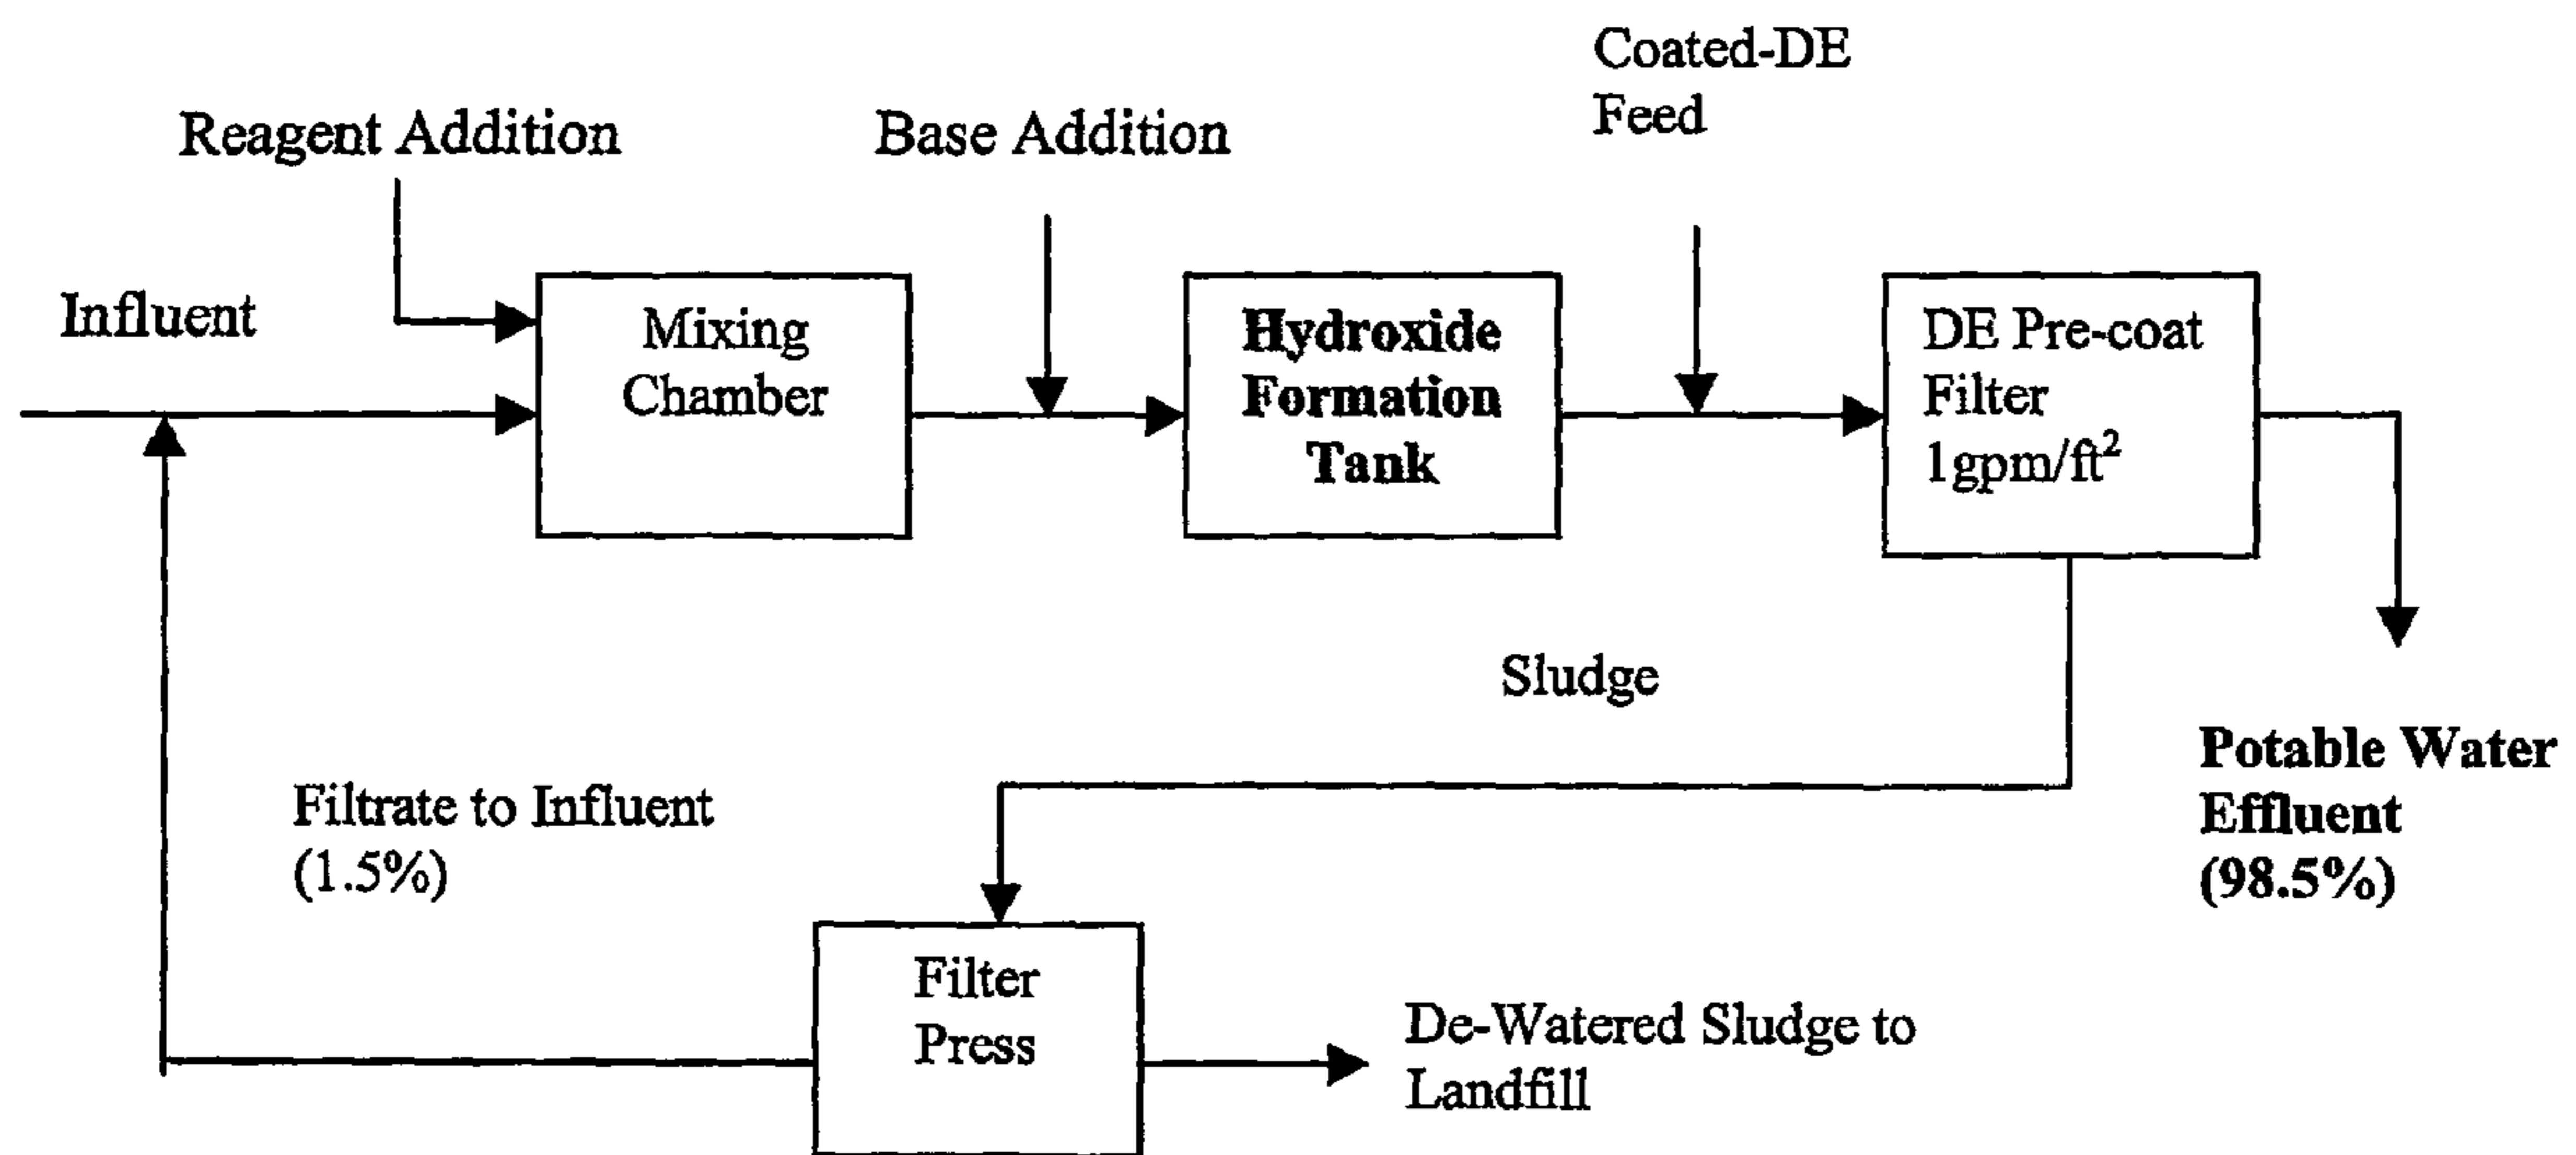 Coated-DE
Feed
Reagent Addition
Base Addition
Influent
Mixing
Chamber
Hydroxide
Formation
Tank
DE Pre-coat
Filter
1gpm/ft²
Sludge
Potable Water
Effluent
(98.5%)
Filtrate to Influent
(1.5%)
Filter
Press
De-Watered Sludge to
Landfill